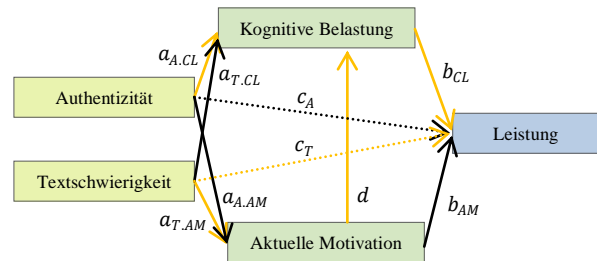 Kognitive Belastung
a_{A.CL}
a_{T.CL}
b_{CL}
Authentizität
c_A
Leistung
c_T
Textschwierigkeit
a_{A.AM}
d
b_{AM}
a_{T.AM}
Aktuelle Motivation